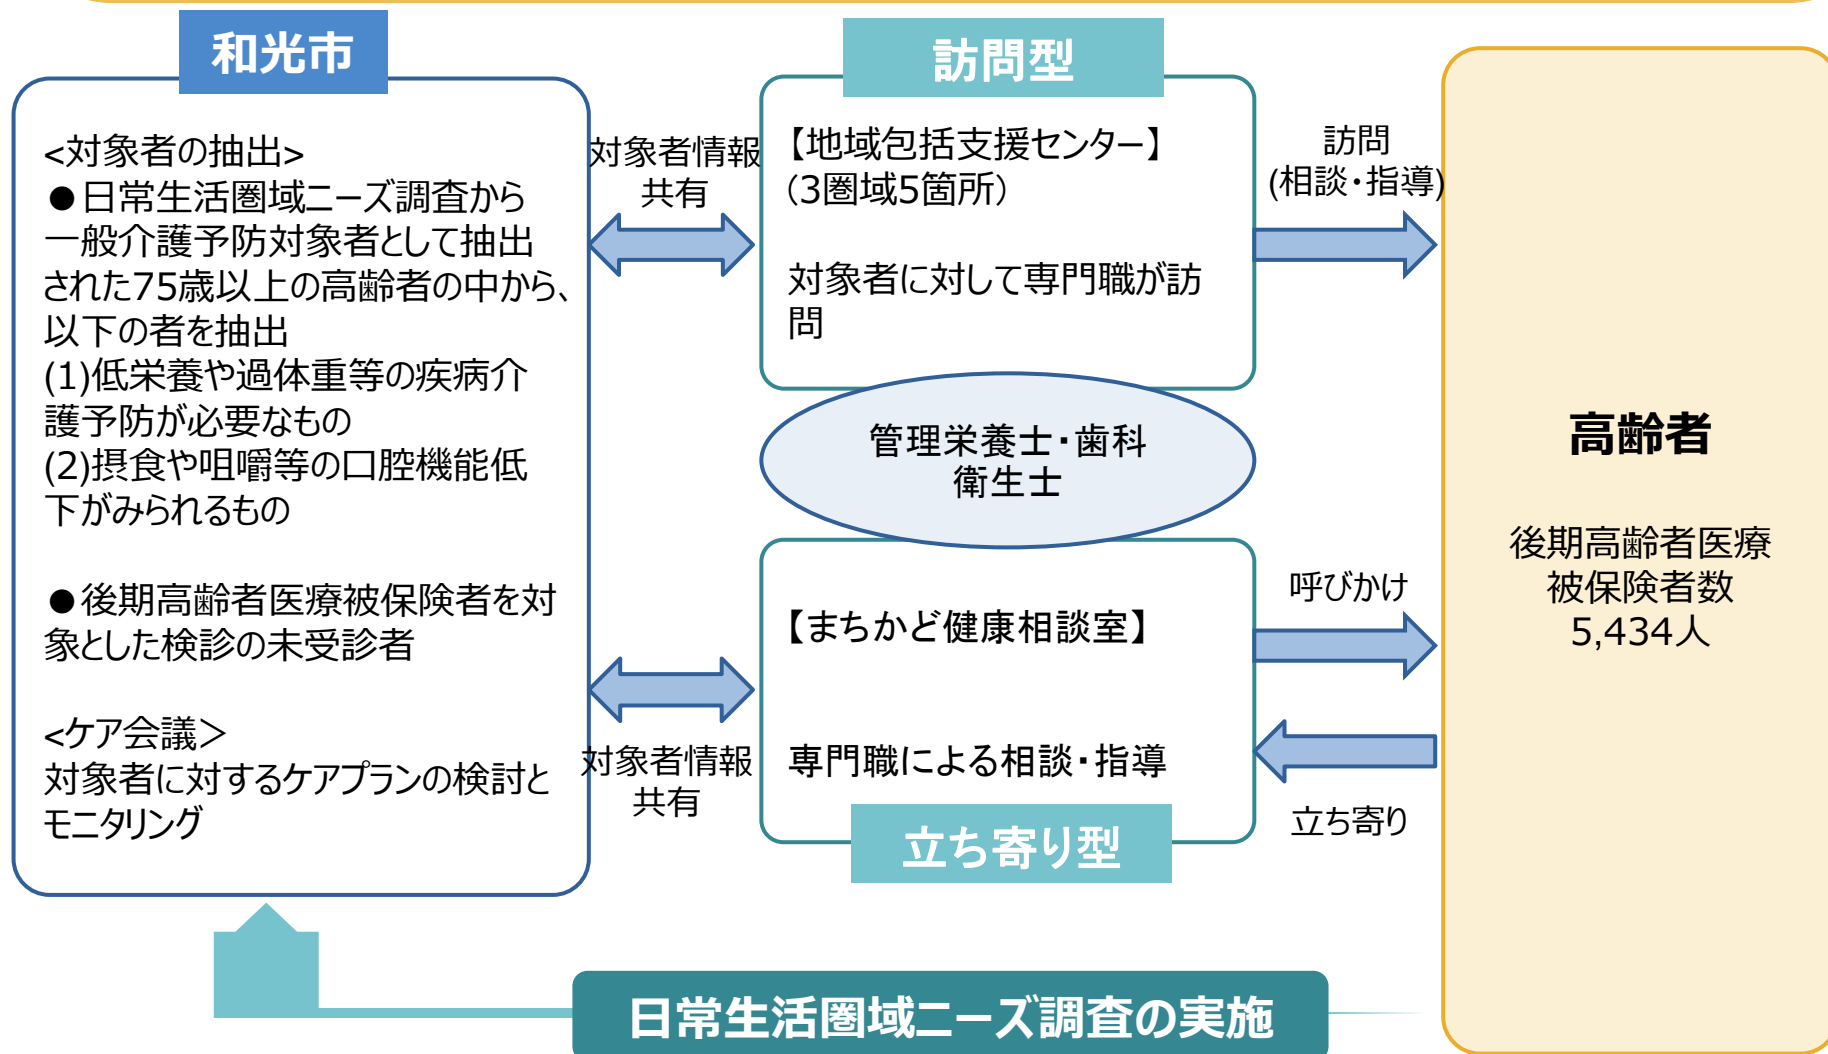 和光市
<対象者の抽出>
●日常生活圏域ニーズ調査から
一般介護予防対象者として抽出
された75歳以上の高齢者の中から、
以下の者を抽出
(1)低栄養や過体重等の疾病介
護予防が必要なもの
(2)摂食や咀嚼等の口腔機能低
下がみられるもの
●後期高齢者医療被保険者を対
象とした検診の未受診者
<ケア会議＞
対象者に対するケアプランの検討と
モニタリング
対象者情報
共有
対象者情報
共有
訪問型
【地域包括支援センター】
（3圏域5箇所）
対象者に対して専門職が訪
問
管理栄養士・歯科
衛生士
【まちかど健康相談室】
専門職による相談・指導
立ち寄り型
訪問
(相談・指導)
呼びかけ
立ち寄り
高齢者
後期高齢者医療
被保険者数
5,434人
日常生活圏域ニーズ調査の実施